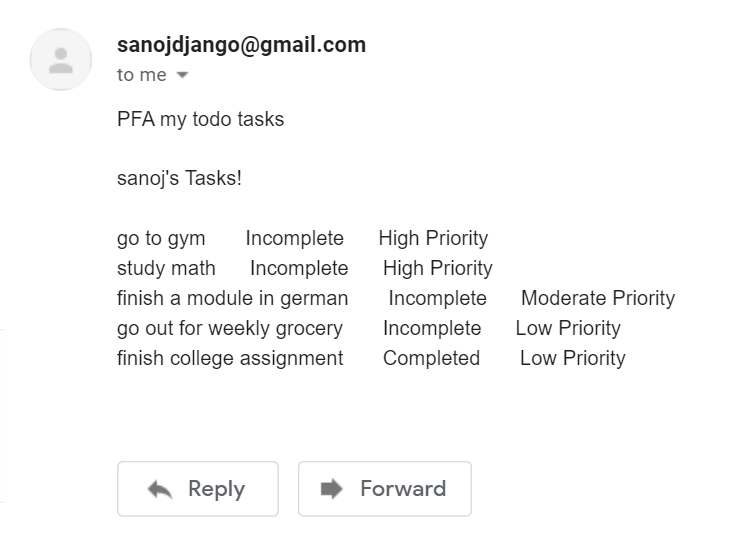 sanojdjango@gmail.com
to me
PFA my todo tasks
sanoj's Tasks!
go to gym Incomplete High Priority
study math Incomplete High Priority
finish a module in german Incomplete Moderate Priority
go out for weekly grocery Incomplete Low Priority
finish college assignment Completed Low Priority
Reply Forward